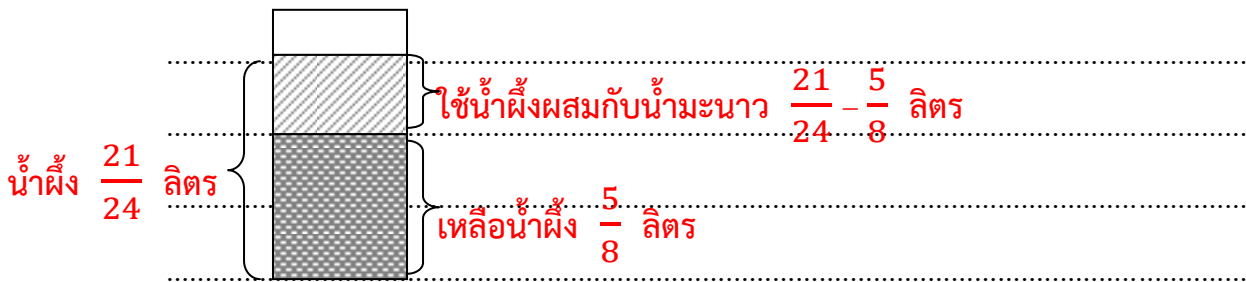 ใช้น้ำผึ้งผสมกับน้ำมะนาว 21/24 – 5/8 ลิตร
น้ำผึ้ง 21/24 ลิตร
เหลือน้ำผึ้ง 5/8 ลิตร